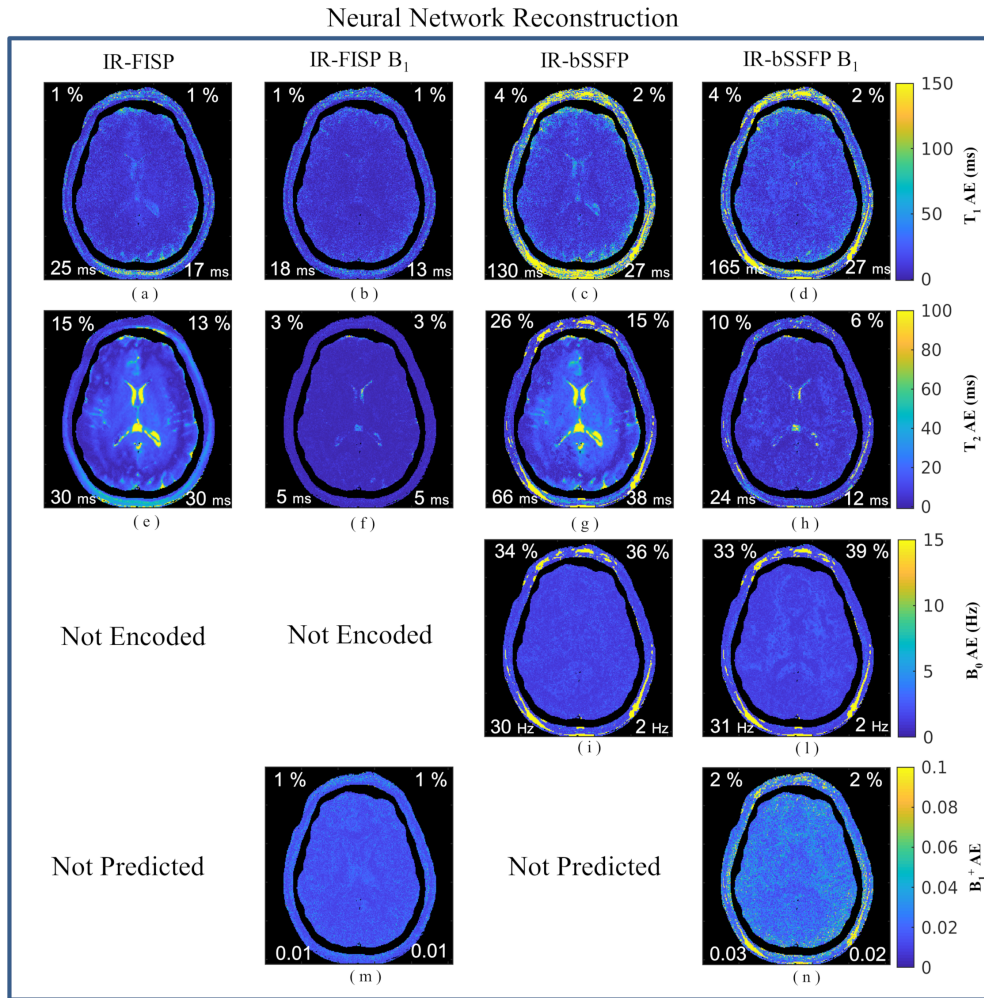 Neural Network Reconstruction
IR-FISP IR-FISP B1 IR-bSSFP IR-bSSFP B1
1 % 1 % 1 % 1 % 4 % 2 % 4 % 2 % 150
100
50
0
T1 AE (ms)
25 ms 17 ms 18 ms 13 ms 130 ms 27 ms 165 ms 27 ms
( a ) ( b ) ( c ) ( d )
15 % 13 % 3 % 3 % 26 % 15 % 10 % 6 % 100
80
60
40
20
0
T2 AE (ms)
30 ms 30 ms 5 ms 5 ms 66 ms 38 ms 24 ms 12 ms
( e ) ( f ) ( g ) ( h )
34 % 36 % 33 % 39 % 15
10
5
0
B0 AE (Hz)
Not Encoded Not Encoded
30 Hz 2 Hz 31 Hz 2 Hz
( i ) ( l )
1 % 1 % 2 % 2 % 0.1
0.08
0.06
0.04
0.02
0
B1+ AE
Not Predicted Not Predicted
0.01 0.01 0.03 0.02
( m ) ( n )